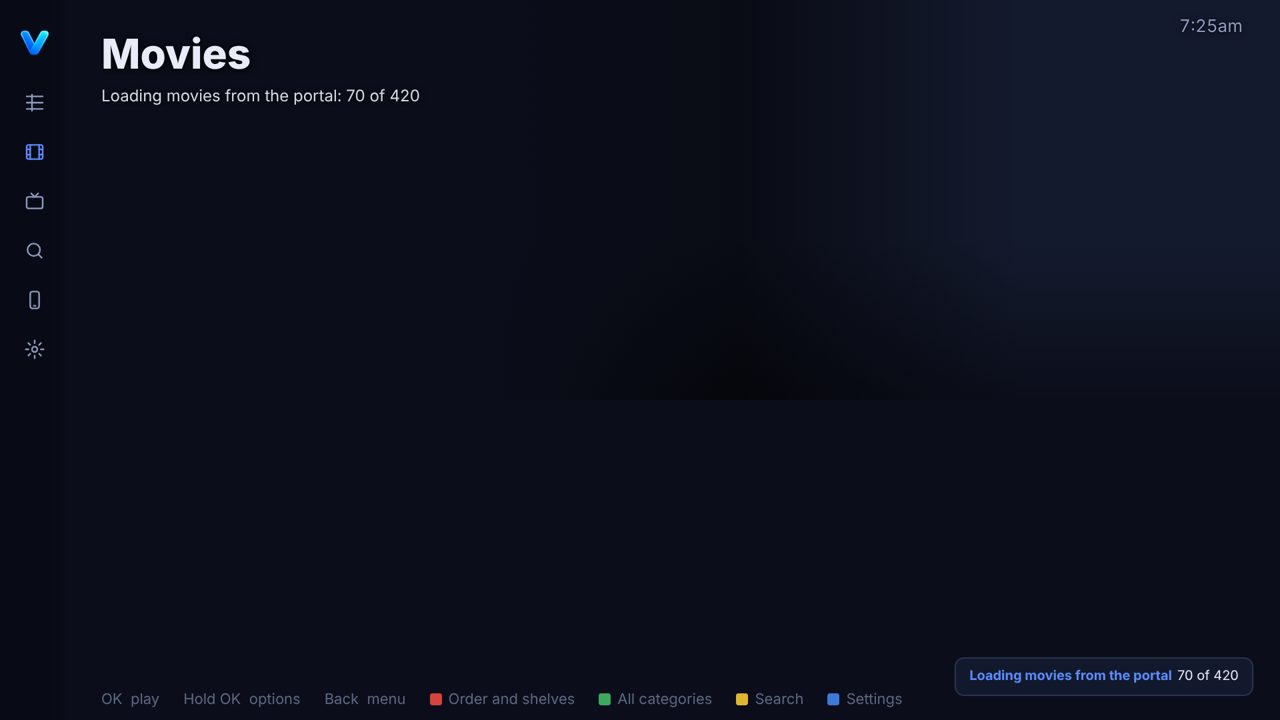 7:25am
Movies
Loading movies from the portal: 70 of 420
Loading movies from the portal 70 of 420
OK play Hold OK options Back menu Order and shelves All categories Search Settings